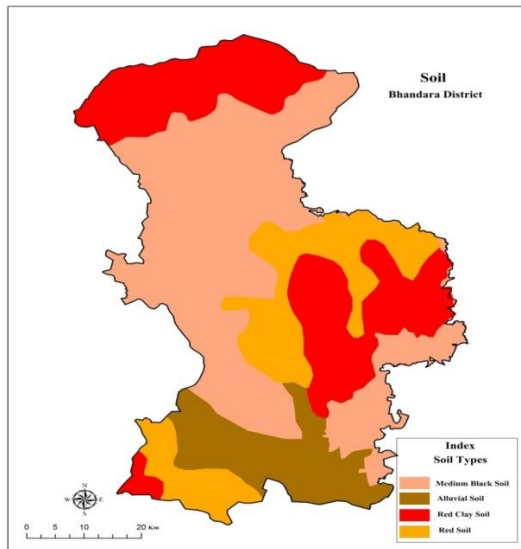 Soil
Bhandara District
Index
Soil Types
Medium Black Soil
Alluvial Soil
Red Clay Soil
Red Soil
N
W E
S
0 5 10 20 Km